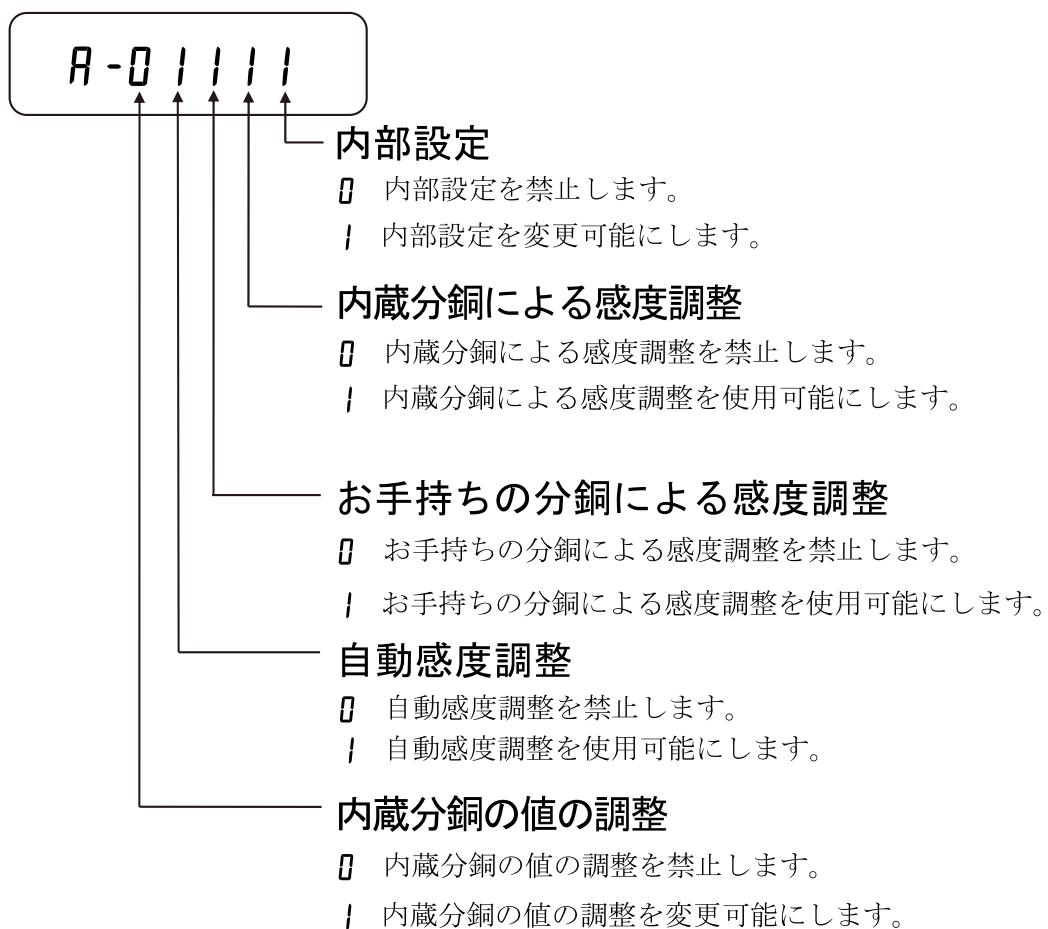 A-01111
内部設定
0 内部設定を禁止します。
1 内部設定を変更可能にします。
内蔵分銅による感度調整
0 内蔵分銅による感度調整を禁止します。
1 内蔵分銅による感度調整を使用可能にします。
お手持ちの分銅による感度調整
0 お手持ちの分銅による感度調整を禁止します。
1 お手持ちの分銅による感度調整を使用可能にします。
自動感度調整
0 自動感度調整を禁止します。
1 自動感度調整を使用可能にします。
内蔵分銅の値の調整
0 内蔵分銅の値の調整を禁止します。
1 内蔵分銅の値の調整を変更可能にします。